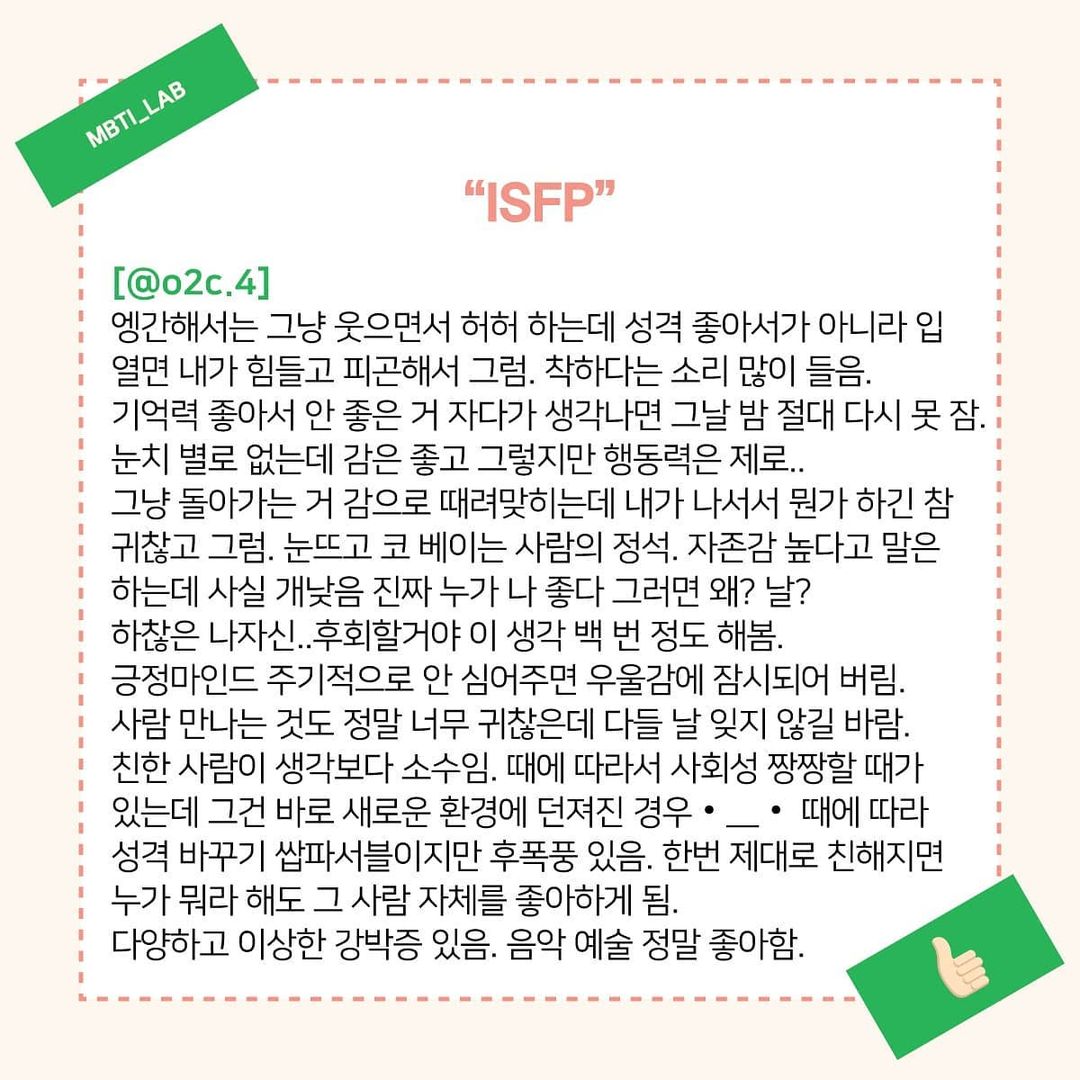 MBTI_LAB
“ISFP”
[@o2c.4]
엥간해서는 그냥 웃으면서 허허 하는데 성격 좋아서가 아니라 입
열면 내가 힘들고 피곤해서 그럼. 착하다는 소리 많이 들음.
기억력 좋아서 안 좋은 거 자다가 생각나면 그날 밤 절대 다시 못 잠.
눈치 별로 없는데 감은 좋고 그렇지만 행동력은 제로..
그냥 돌아가는 거 감으로 때려맞히는데 내가 나서서 뭔가 하긴 참
귀찮고 그럼. 눈뜨고 코 베이는 사람의 정석. 자존감 높다고 말은
하는데 사실 개낮음 진짜 누가 나 좋다 그러면 왜? 날?
하찮은 나자신..후회할거야 이 생각 백 번 정도 해봄.
긍정마인드 주기적으로 안 심어주면 우울감에 잠시되어 버림.
사람 만나는 것도 정말 너무 귀찮은데 다들 날 잊지 않길 바람.
친한 사람이 생각보다 소수임. 때에 따라서 사회성 짱짱할 때가
있는데 그건 바로 새로운 환경에 던져진 경우 • __ • 때에 따라
성격 바꾸기 쌉파서블이지만 후폭풍 있음. 한번 제대로 친해지면
누가 뭐라 해도 그 사람 자체를 좋아하게 됨.
다양하고 이상한 강박증 있음. 음악 예술 정말 좋아함.